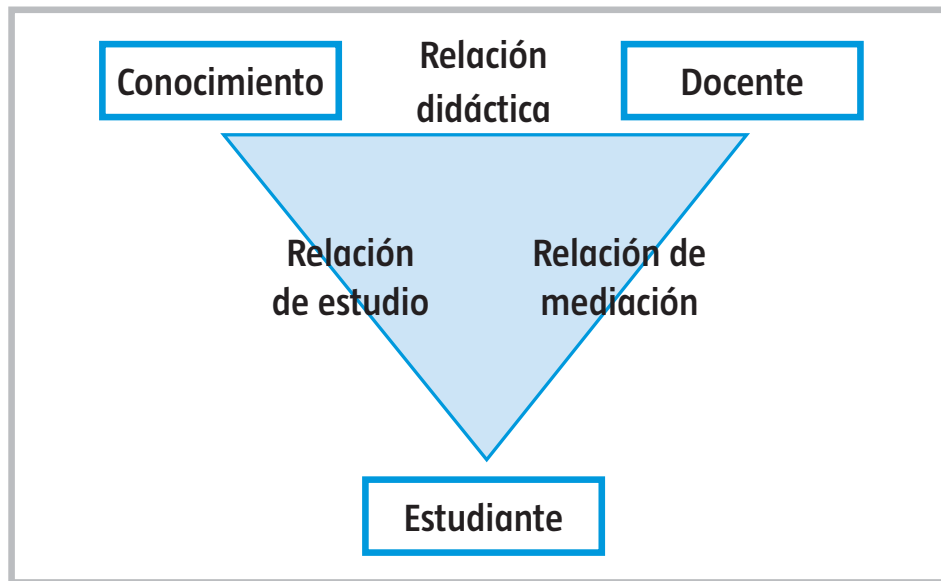 Conocimiento
Relación
didáctica
Docente
Relación
de estudio
Relación de
mediación
Estudiante